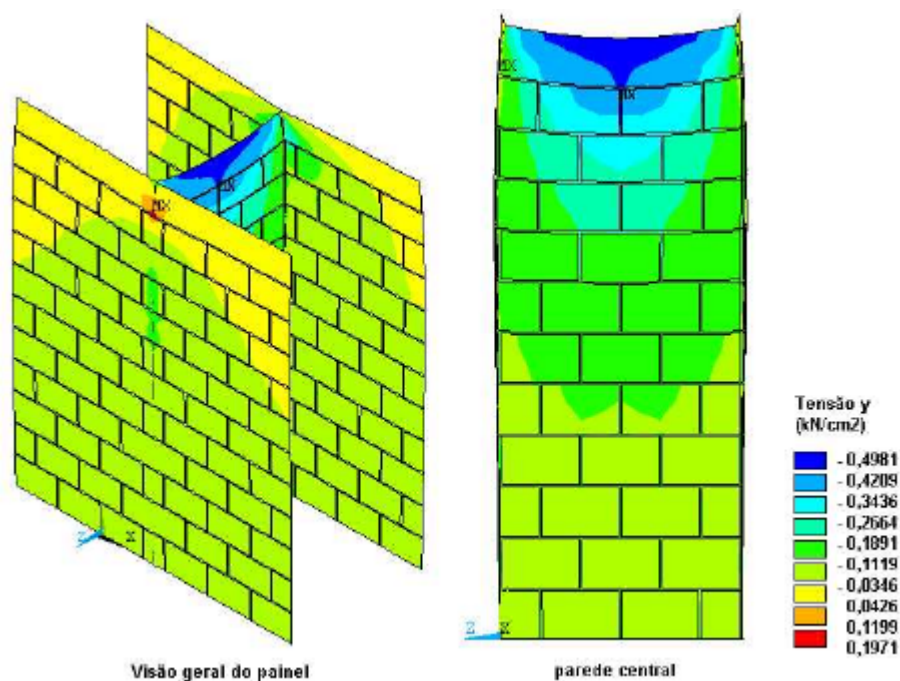 MX
MN
MX
MN
Z X
Z X
Tensão y
(kN/cm2)
- 0,4981
- 0,4209
- 0,3436
- 0,2664
- 0,1891
- 0,1119
- 0,0346
0,0426
0,1199
0,1971
Visão geral do painel
parede central